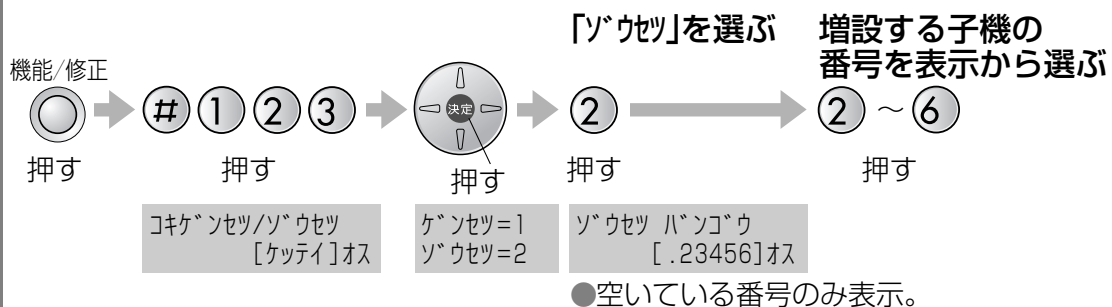 「ｿﾞｳｾﾂ」を選ぶ
増設する子機の
番号を表示から選ぶ
機能/修正
# 1 2 3
決定
2
2 ～ 6
押す
押す
押す
押す
押す
ｺｷｹﾞﾝｾﾂ/ｿﾞｳｾﾂ
[ｹｯﾃｲ]ｵｽ
ｹﾞﾝｾﾂ=1
ｿﾞｳｾﾂ=2
ｿﾞｳｾﾂ ﾊﾞﾝｺﾞｳ
[ .23456]ｵｽ
●空いている番号のみ表示。